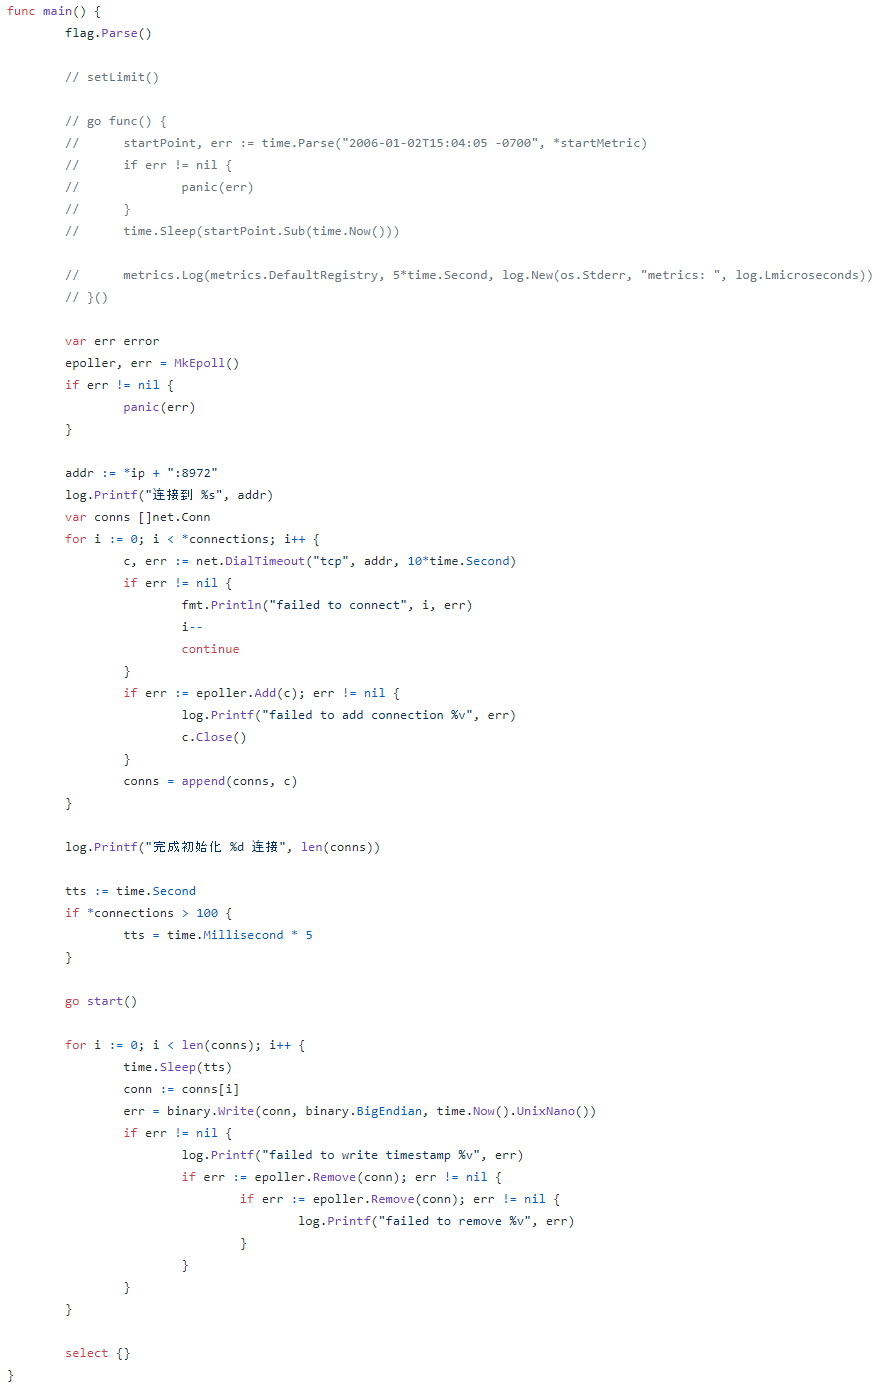 func main() {
flag.Parse()
// setLimit()
// go func() {
// startPoint, err := time.Parse("2006-01-02T15:04:05 -0700", *startMetric)
// if err != nil {
// panic(err)
// }
// time.Sleep(startPoint.Sub(time.Now()))
// metrics.Log(metrics.DefaultRegistry, 5*time.Second, log.New(os.Stderr, "metrics: ", log.Lmicroseconds))
// }()
var err error
epoller, err = MkEpoll()
if err != nil {
panic(err)
}
addr := *ip + ":8972"
log.Printf("连接到 %s", addr)
var conns []net.Conn
for i := 0; i < *connections; i++ {
c, err := net.DialTimeout("tcp", addr, 10*time.Second)
if err != nil {
fmt.Println("failed to connect", i, err)
i--
continue
}
if err := epoller.Add(c); err != nil {
log.Printf("failed to add connection %v", err)
c.Close()
}
conns = append(conns, c)
}
log.Printf("完成初始化 %d 连接", len(conns))
tts := time.Second
if *connections > 100 {
tts = time.Millisecond * 5
}
go start()
for i := 0; i < len(conns); i++ {
time.Sleep(tts)
conn := conns[i]
err = binary.Write(conn, binary.BigEndian, time.Now().UnixNano())
if err != nil {
log.Printf("failed to write timestamp %v", err)
if err := epoller.Remove(conn); err != nil {
if err := epoller.Remove(conn); err != nil {
log.Printf("failed to remove %v", err)
}
}
}
}
select {}
}